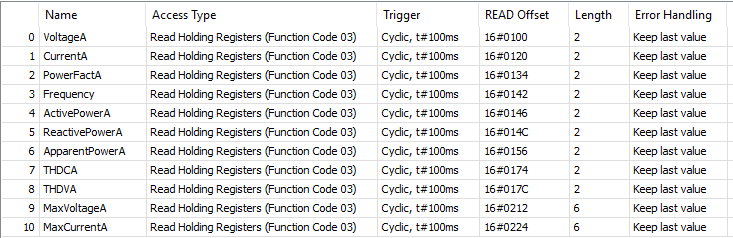 Name Access Type Trigger READ Offset Length Error Handling
0 VoltageA Read Holding Registers (Function Code 03) Cyclic, t#100ms 16#0100 2 Keep last value
1 CurrentA Read Holding Registers (Function Code 03) Cyclic, t#100ms 16#0120 2 Keep last value
2 PowerFactA Read Holding Registers (Function Code 03) Cyclic, t#100ms 16#0134 2 Keep last value
3 Frequency Read Holding Registers (Function Code 03) Cyclic, t#100ms 16#0142 2 Keep last value
4 ActivePowerA Read Holding Registers (Function Code 03) Cyclic, t#100ms 16#0146 2 Keep last value
5 ReactivePowerA Read Holding Registers (Function Code 03) Cyclic, t#100ms 16#014C 2 Keep last value
6 ApparentPowerA Read Holding Registers (Function Code 03) Cyclic, t#100ms 16#0156 2 Keep last value
7 THDCA Read Holding Registers (Function Code 03) Cyclic, t#100ms 16#0174 2 Keep last value
8 THDVA Read Holding Registers (Function Code 03) Cyclic, t#100ms 16#017C 2 Keep last value
9 MaxVoltageA Read Holding Registers (Function Code 03) Cyclic, t#100ms 16#0212 6 Keep last value
10 MaxCurrentA Read Holding Registers (Function Code 03) Cyclic, t#100ms 16#0224 6 Keep last value